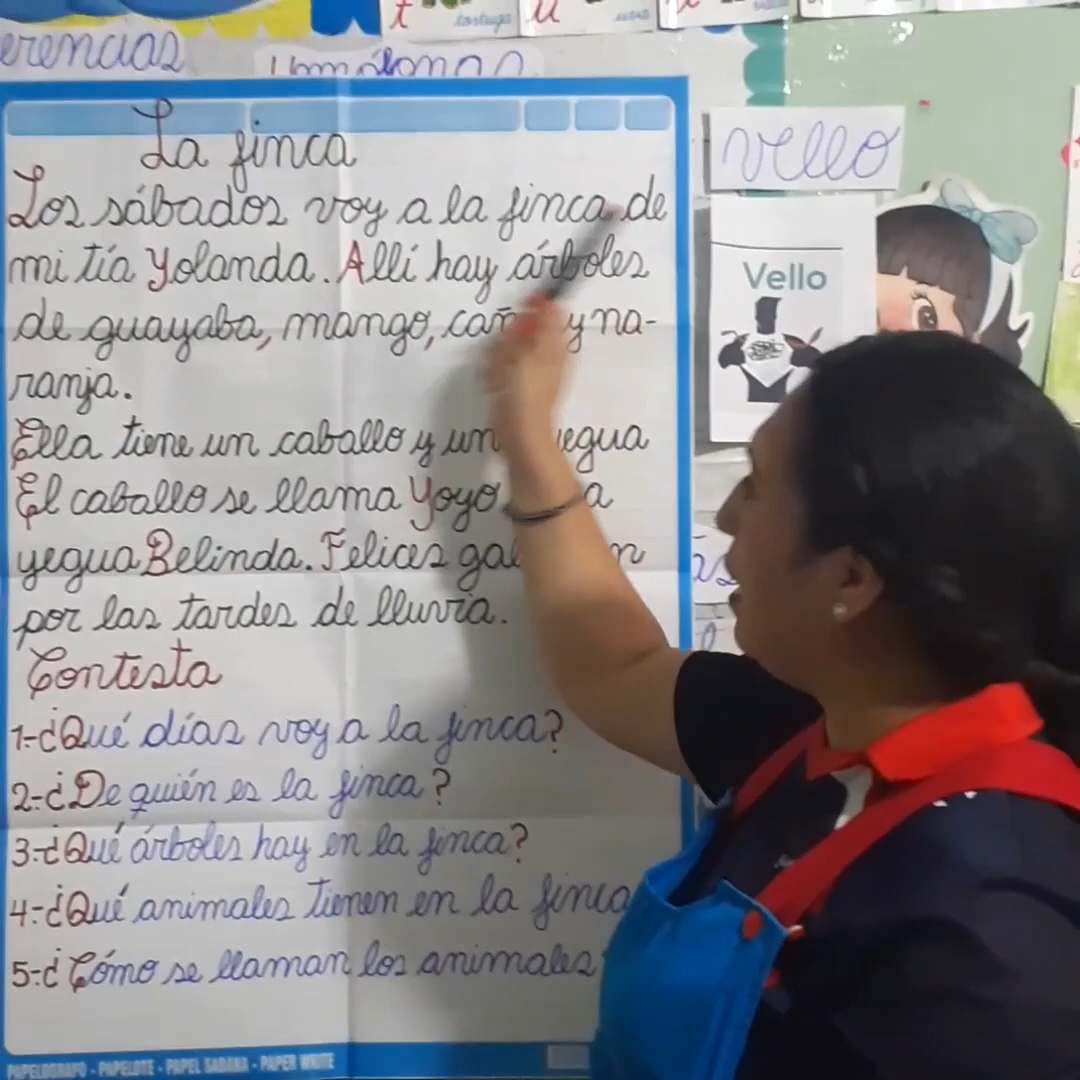 tortuga
u
erencias
La finca
vello
Los sábados voy a la finca de
mi tía Yolanda. Allí hay árboles
Vello
de guayaba, mango, y na-
ranja.
Ella tiene un caballo y un
El caballo se llama Yoyo
yegua Belinda. Felices
por las tardes de lluvia.
Contesta
1-¿Qué días voy a la finca?
2-¿De quién es la finca?
3-¿Qué árboles hay en la finca?
4-¿Qué animales tienen en la finca
5-¿Cómo se llaman los animales
PAPELOGRAFO - PAPELOTE - PAPEL SABANA - PAPER WHITE